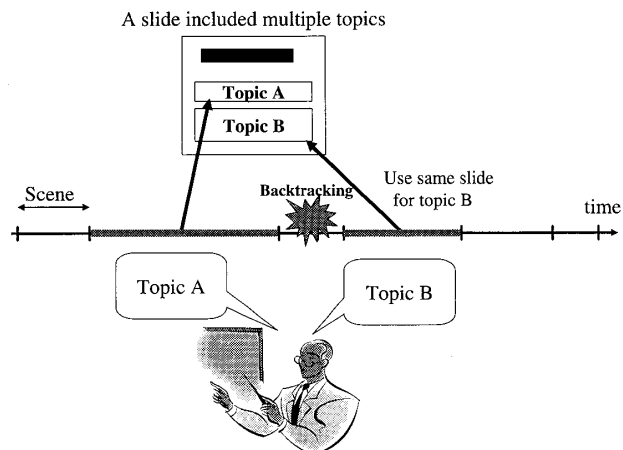 A slide included multiple topics
Topic A
Topic B
Scene
Backtracking
Use same slide
for topic B
time
Topic A
Topic B